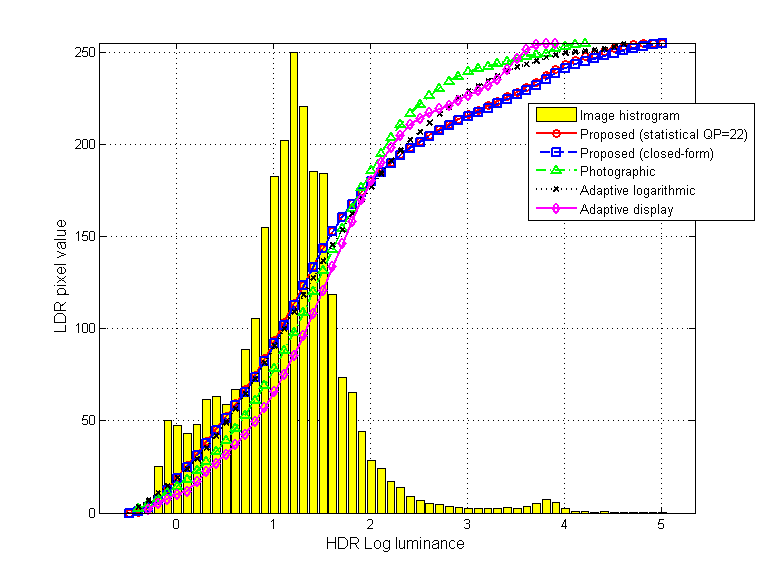 250
200
150
100
50
0
LDR pixel value
Image histrogram
Proposed (statistical QP=22)
Proposed (closed-form)
Photographic
Adaptive logarithmic
Adaptive display
0 1 2 3 4 5
HDR Log luminance